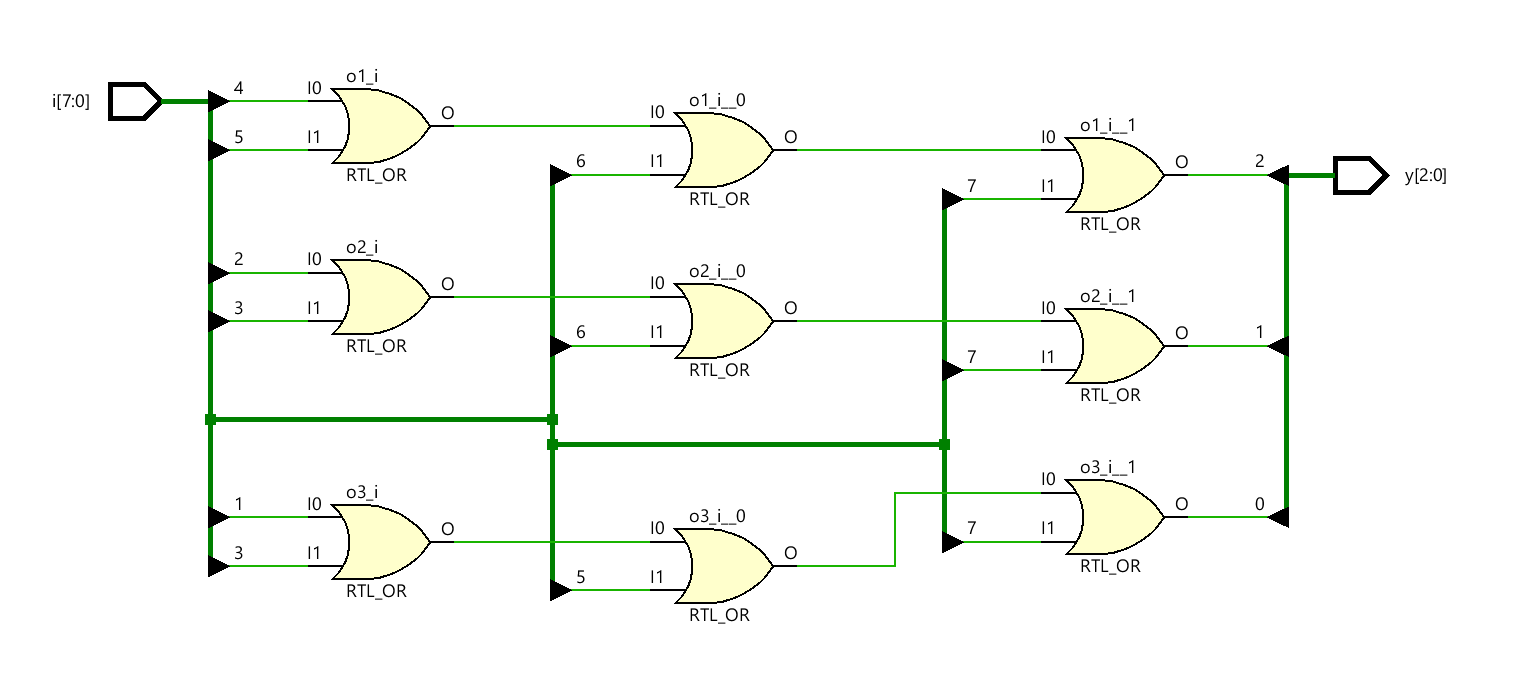 i[7:0]
4
I0
5
I1
o1_i
O
RTL_OR
o1_i__0
I0
6
I1
O
RTL_OR
o1_i__1
I0
7
I1
O
2
RTL_OR
y[2:0]
o2_i
2
I0
3
I1
O
RTL_OR
o2_i__0
I0
6
I1
O
RTL_OR
o2_i__1
I0
7
I1
O
1
RTL_OR
o3_i
1
I0
3
I1
O
RTL_OR
o3_i__0
I0
5
I1
O
RTL_OR
o3_i__1
I0
7
I1
O
0
RTL_OR